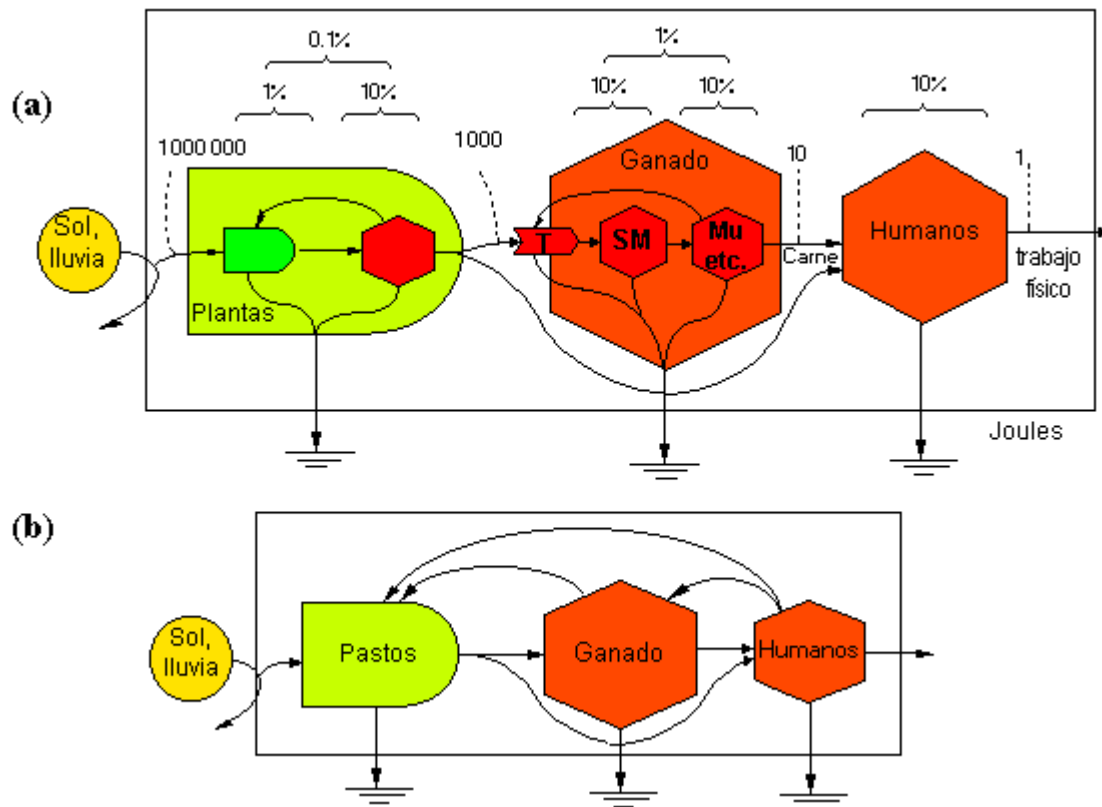 (a)
0.1%
1%
10%
1%
10%
10%
10%
1000 000
1000
10
1
Sol,
lluvia
Plantas
Ganado
T
SM
Mu
etc.
Carne
Humanos
trabajo
físico
Joules
(b)
Sol,
lluvia
Pastos
Ganado
Humanos